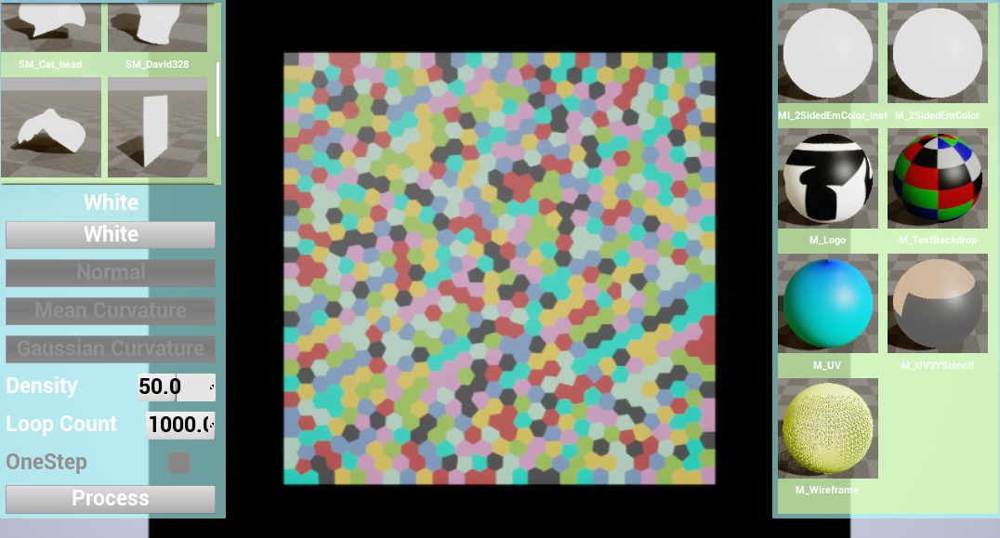 SM_Cat_head
SM_David328
White
White
Normal
Mean Curvature
Gaussian Curvature
Density
50.0
Loop Count
1000.
OneStep
Process
MI_2SidedEmColor_Inst
M_2SidedEmColor
M_Logo
M_TestBackdrop
M_UV
M_UV3YStencil
M_Wireframe